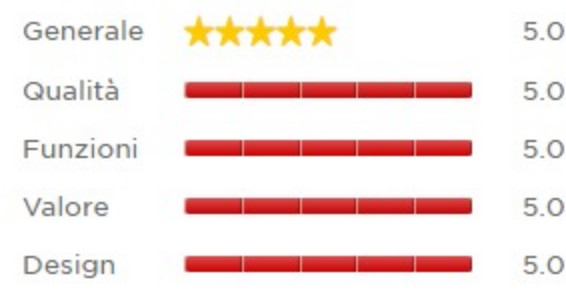 Generale 5.0
Qualità 5.0
Funzioni 5.0
Valore 5.0
Design 5.0